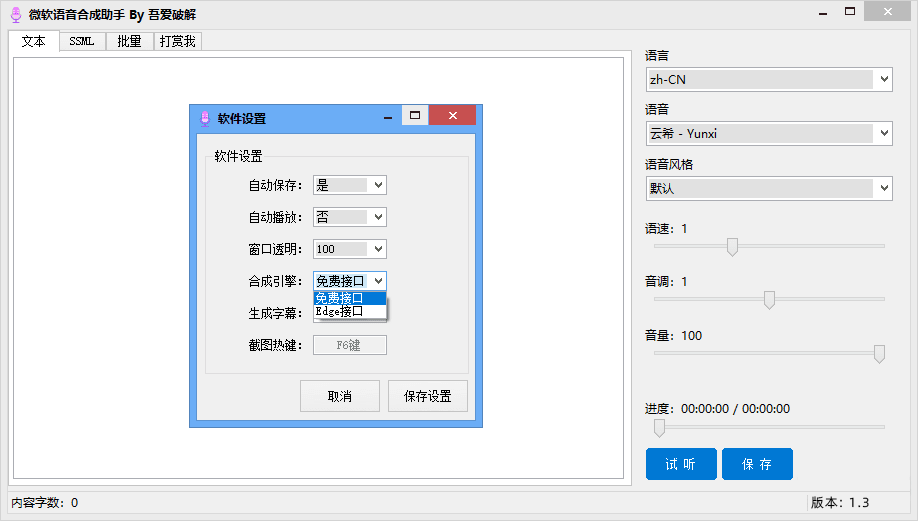 微软语音合成助手 By 吾爱破解
文本 SSML 批量 打赏我
软件设置
软件设置
自动保存： 是
自动播放： 否
窗口透明： 100
合成引擎： 免费接口
免费接口
Edge接口
生成字幕：
截图热键： F6键
取消 保存设置
语言
zh-CN
语音
云希 - Yunxi
语音风格
默认
语速：1
音调：1
音量：100
进度：00:00:00 / 00:00:00
试 听 保 存
内容字数：0
版本：1.3